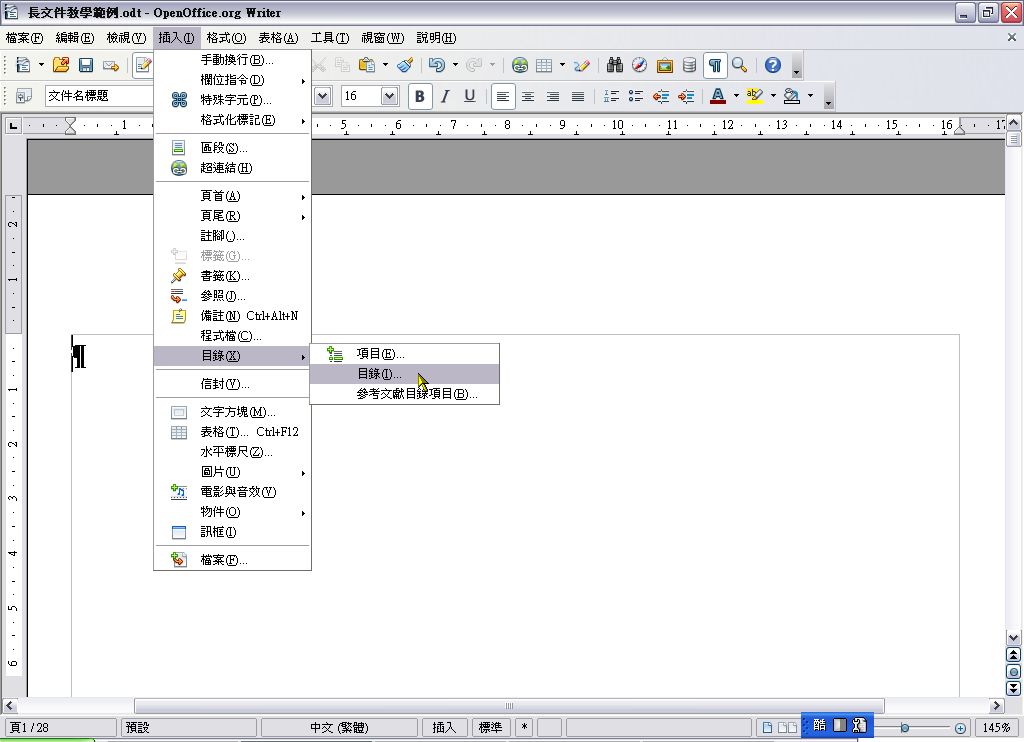 長文件教學範例.odt - OpenOffice.org Writer
檔案(F) 編輯(E) 檢視(V) 插入(I) 格式(O) 表格(A) 工具(T) 視窗(W) 說明(H)
文件名標題 16 B I U
1 5 6 7 8 9 10 11 12 13 14 15 16 17
手動換行(B)...
欄位指令(D)
特殊字元(P)...
格式化標記(E)
區段(S)...
超連結(H)
頁首(A)
頁尾(R)
註腳(.)...
標籤(G)...
書籤(K)...
參照(J)...
備註(N) Ctrl+Alt+N
程式檔(C)...
目錄(X)
信封(V)...
文字方塊(M)...
表格(T)... Ctrl+F12
水平標尺(Z)...
圖片(U)
電影與音效(Y)
物件(O)
訊框(I)
檔案(F)...
項目(E)...
目錄(I)...
參考文獻目錄項目(B)...
2
1
1
2
3
4
5
6
頁1 / 28 預設 中文 (繁體) 插入 標準 * 酷 145%